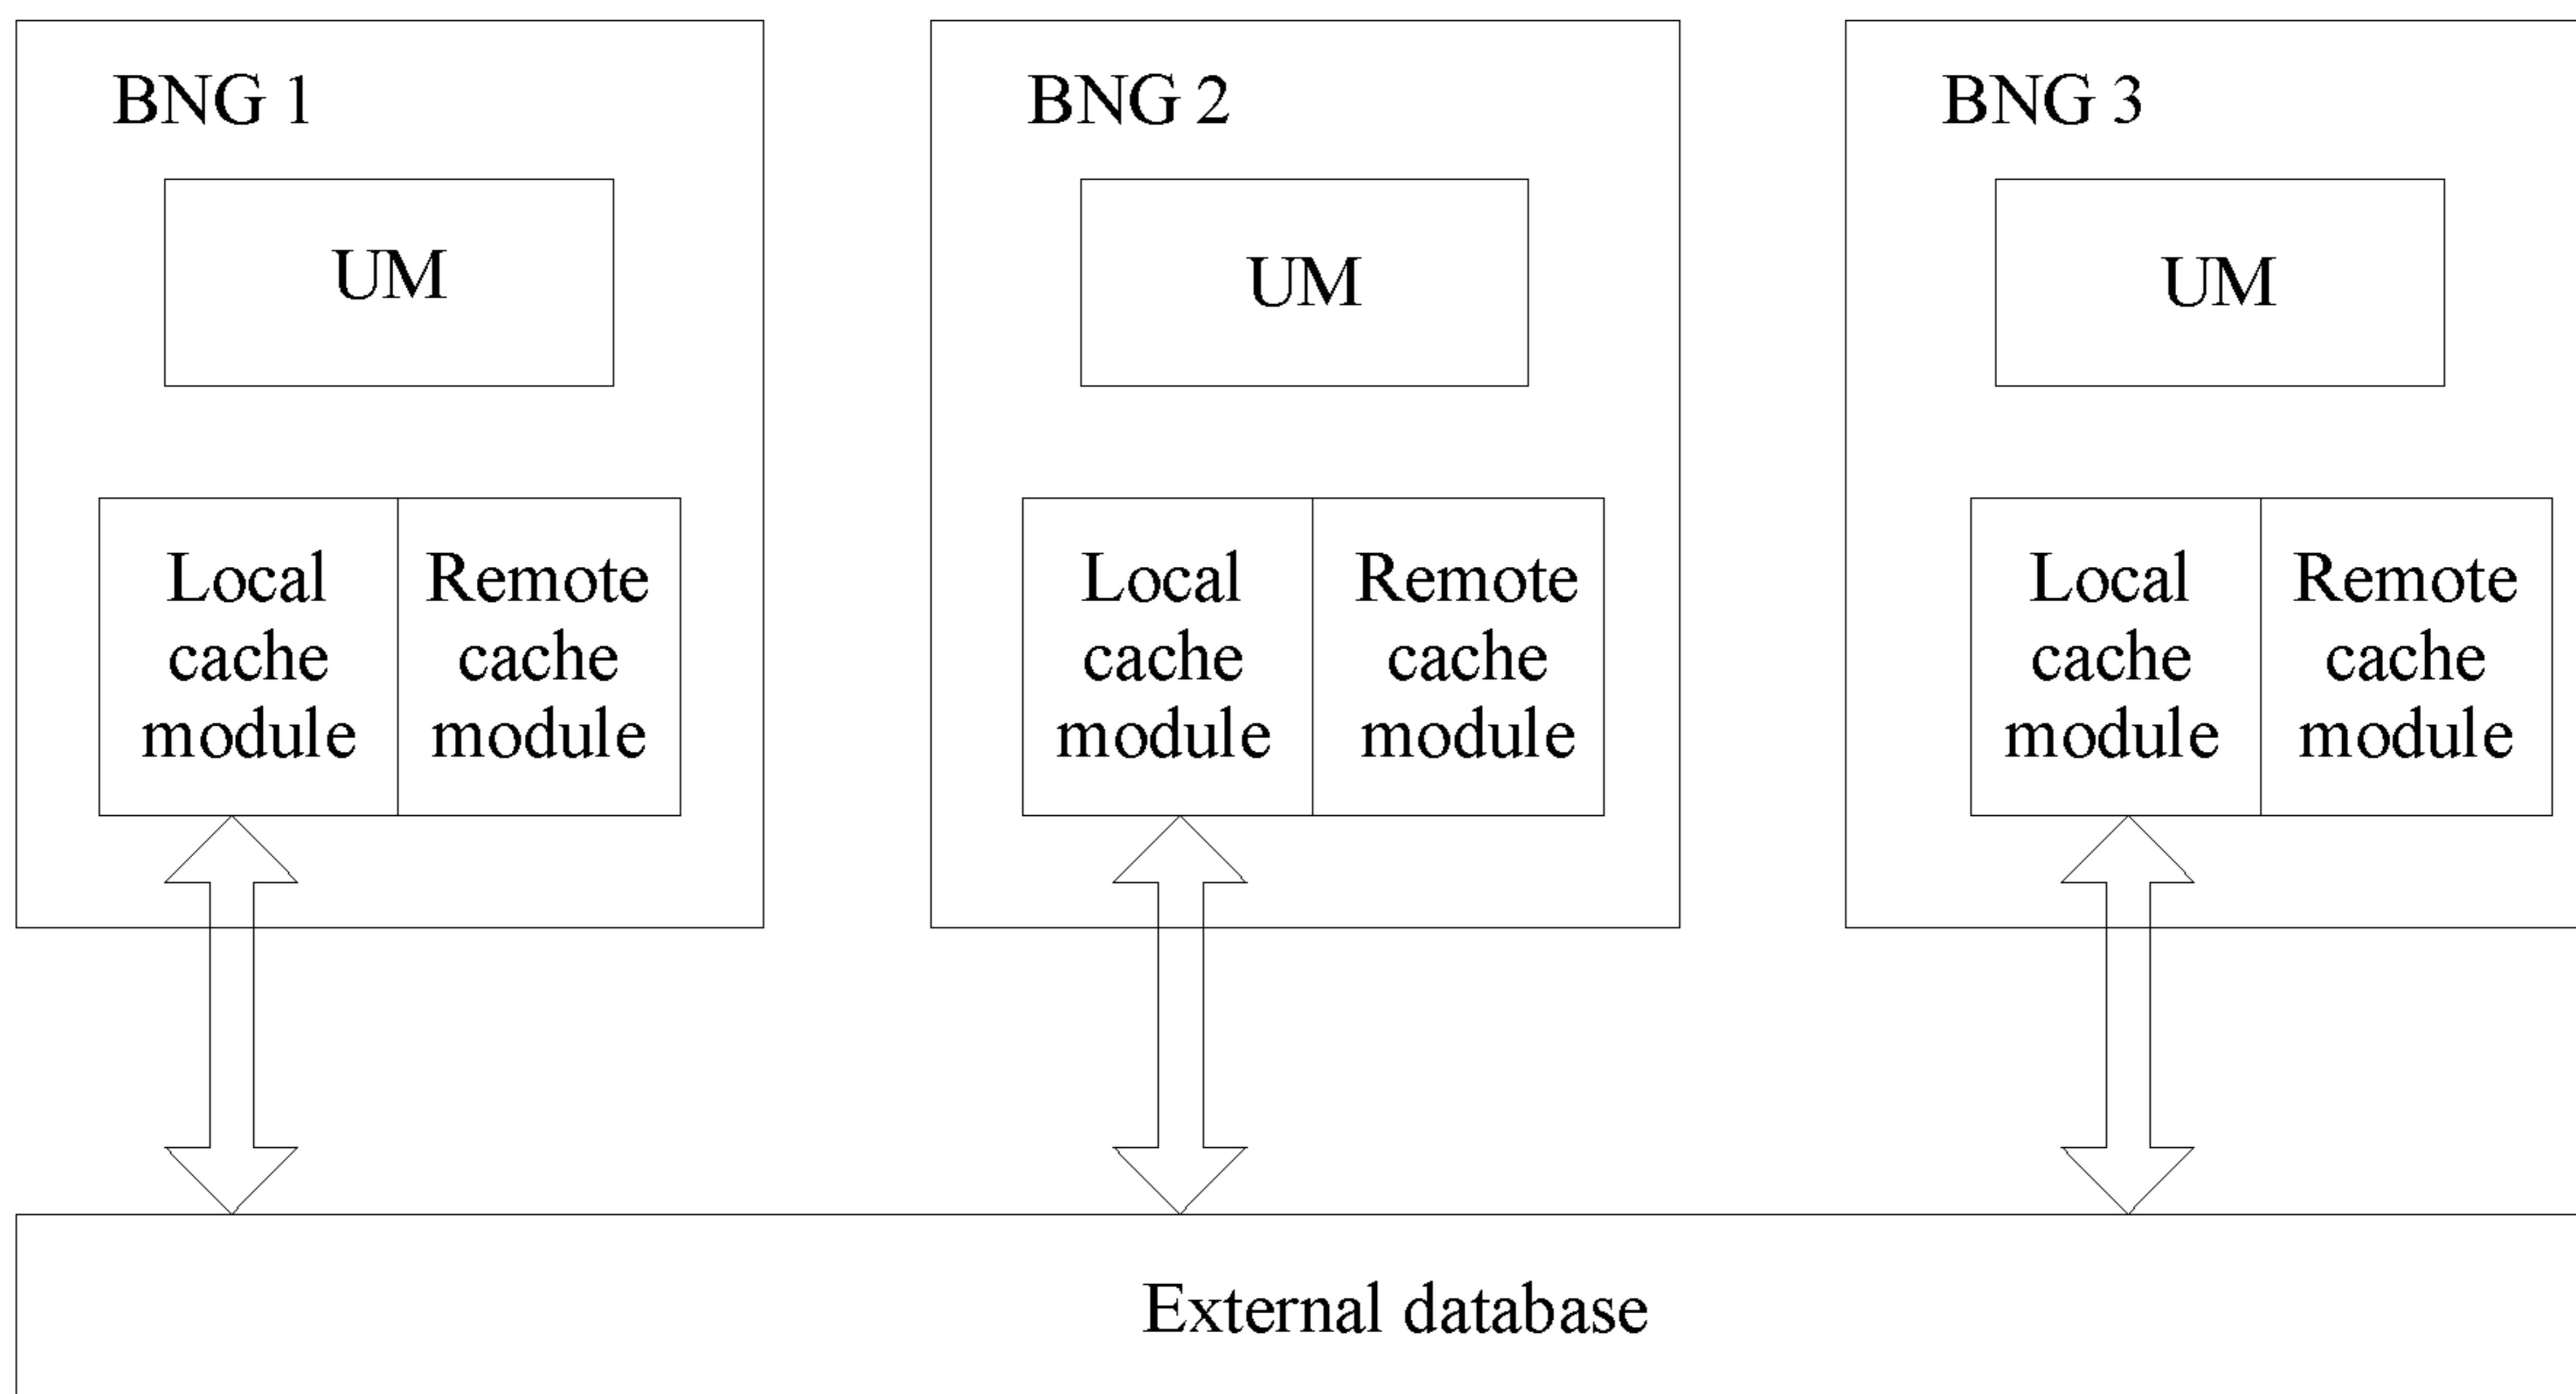 BNG 1
UM
Local
cache
module
Remote
cache
module
BNG 2
UM
Local
cache
module
Remote
cache
module
BNG 3
UM
Local
cache
module
Remote
cache
module
External database